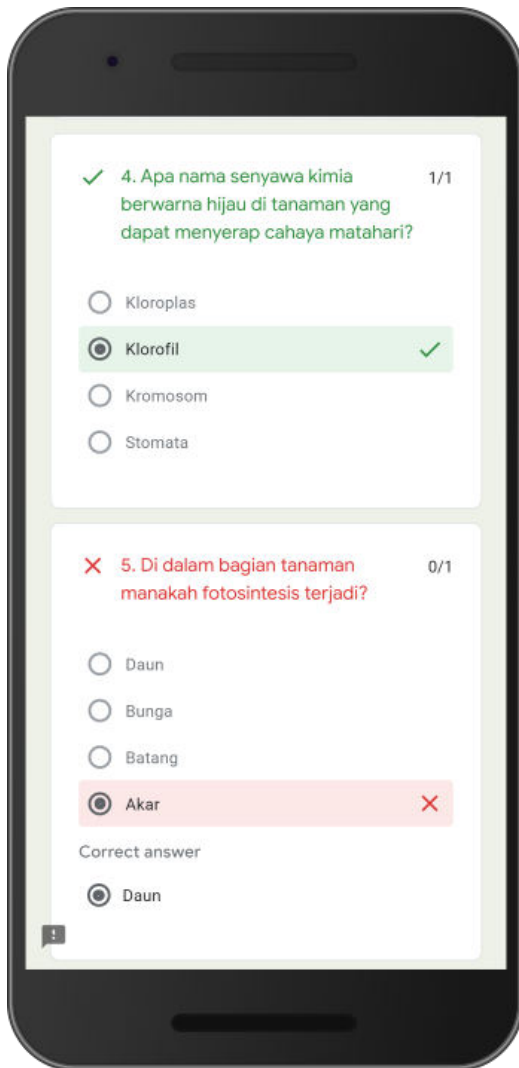 4. Apa nama senyawa kimia 1/1
berwarna hijau di tanaman yang
dapat menyerap cahaya matahari?
Kloroplas
Klorofil
Kromosom
Stomata
5. Di dalam bagian tanaman 0/1
manakah fotosintesis terjadi?
Daun
Bunga
Batang
Akar
Correct answer
Daun